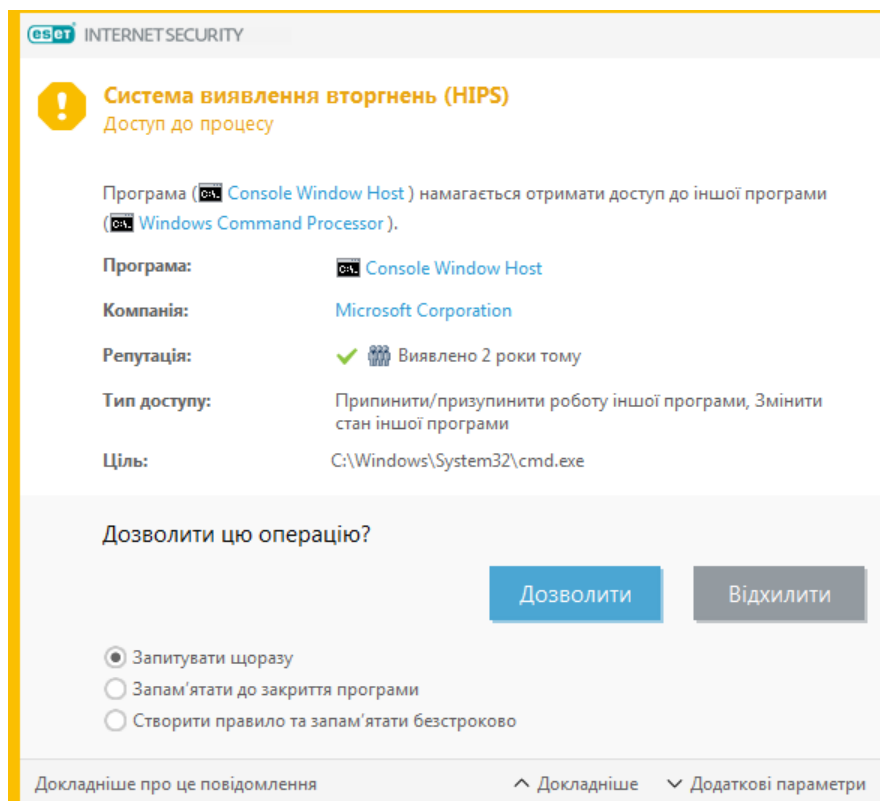 eset INTERNET SECURITY
Система виявлення вторгнень (HIPS)
Доступ до процесу
Програма ( Console Window Host ) намагається отримати доступ до іншої програми
( Windows Command Processor ).
Програма: Console Window Host
Компанія: Microsoft Corporation
Репутація: Виявлено 2 роки тому
Тип доступу: Припинити/призупинити роботу іншої програми, Змінити
стан іншої програми
Ціль: C:\Windows\System32\cmd.exe
Дозволити цю операцію?
Дозволити Відхилити
Запитувати щоразу
Запам’ятати до закриття програми
Створити правило та запам’ятати безстроково
Докладніше про це повідомлення Докладніше Додаткові параметри